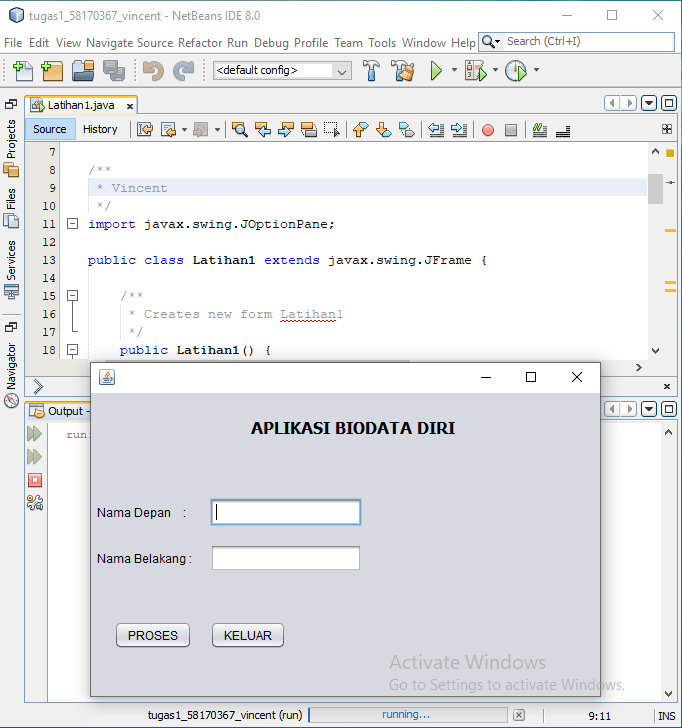 tugas1_58170367_vincent - NetBeans IDE 8.0
File Edit View Navigate Source Refactor Run Debug Profile Team Tools Window Help Search (Ctrl+I)
<default config>
Projects
Files
Services
Navigator
Latihan1.java
Source History
7
8 /**
9 * Vincent
10 */
11 import javax.swing.JOptionPane;
12
13 public class Latihan1 extends javax.swing.JFrame {
14
15 /**
16 * Creates new form Latihan1
17 */
18 public Latihan1() {
Output -
run:
APLIKASI BIODATA DIRI
Nama Depan :
Nama Belakang :
PROSES KELUAR
Activate Windows
Go to Settings to activate Windows.
tugas1_58170367_vincent (run) running... 9:11 INS